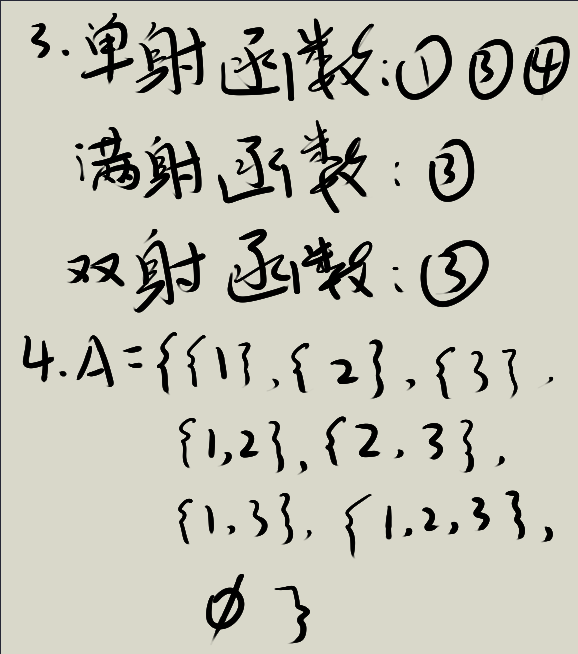 3.单射函数:①③④
满射函数:③
双射函数:③
4.A={{1},{2},{3},
{1,2},{2,3},
{1,3},{1,2,3},
∅}